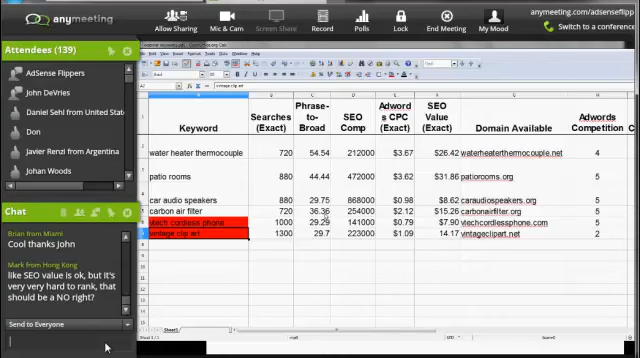 anymeeting
Allow Sharing
Mic & Cam
Screen Share
Record
Polls
Lock
End Meeting
My Mood
anymeeting.com/adsenseflipp
Switch to a conference
Attendees (139)
AdSense Flippers
John DeVries
Daniel Sehl from United State
Don
Javier Renzi from Argentina
Johan Woods
Chat
Brian from Miami
Cool thanks John
Mark from Hong Kong
like SEO value is ok, but it's
very very hard to rank, that
should be a NO right?
Send to Everyone
vintage clip art
Keyword Searches (Exact) Phrase-to-Broad SEO Comp Adwords CPC (Exact) SEO Value (Exact) Domain Available Adwords Competition
water heater thermocouple 720 54.54 212000 $3.67 $26.42 waterheaterthermocouple.net 4
patio rooms 880 44.44 472000 $3.62 $31.86 patiorooms.org 5
car audio speakers 880 29.75 868000 $0.98 $8.62 caraudiospeakers.org 5
carbon air filter 720 36.36 254000 $2.12 $15.26 carbonairfilter.org 5
vtech cordless phone 1000 29.29 141000 $0.79 $7.90 vtechcordlessphone.com 5
vintage clip art 1300 29.7 223000 $1.09 14.17 vintageclipart.net 2
Sheet1